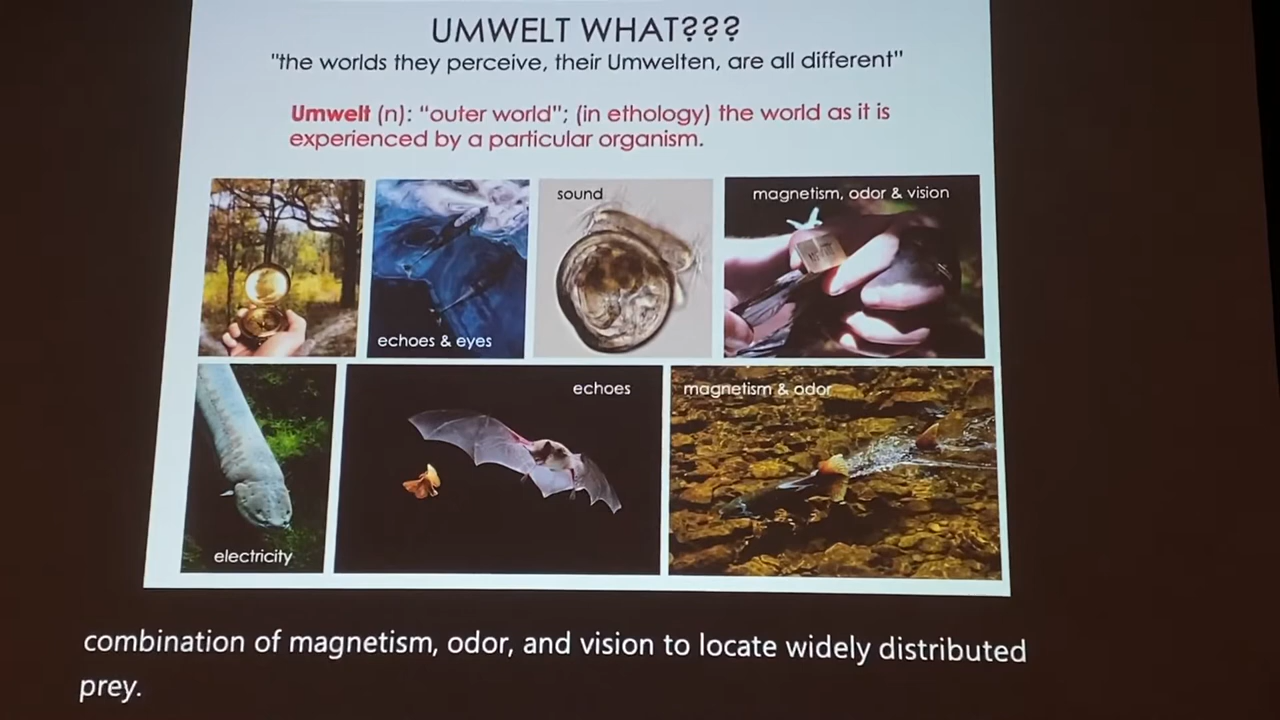 UMWELT WHAT???
"the worlds they perceive, their Umwelten, are all different"
Umwelt (n): “outer world”; (in ethology) the world as it is
experienced by a particular organism.
sound
magnetism, odor & vision
echoes & eyes
echoes
magnetism & odor
electricity
combination of magnetism, odor, and vision to locate widely distributed
prey.